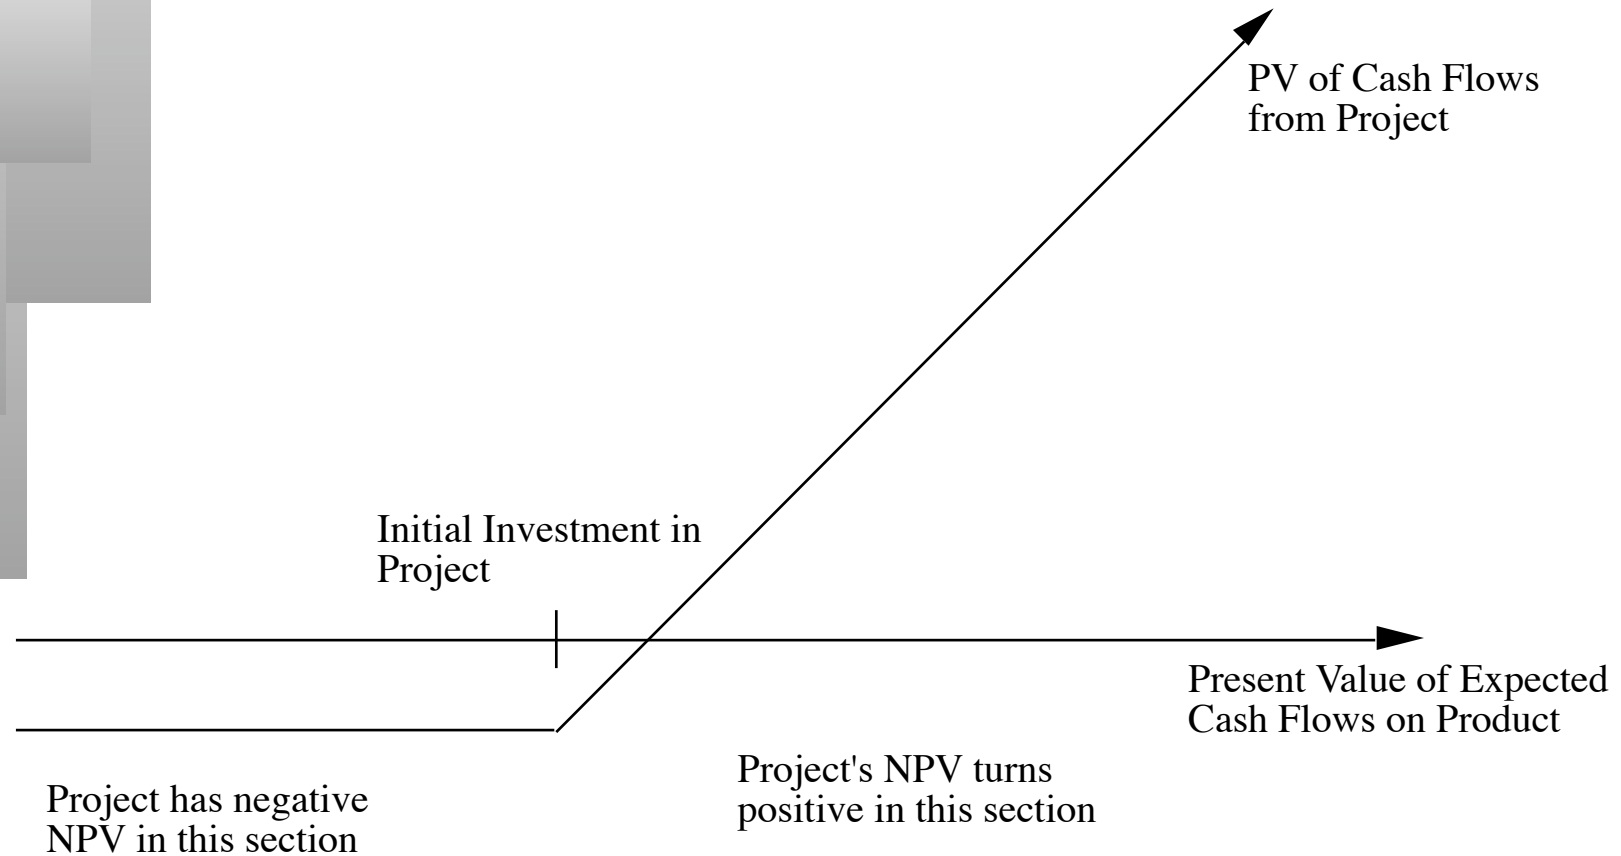 PV of Cash Flows
from Project
Initial Investment in
Project
Present Value of Expected
Cash Flows on Product
Project's NPV turns
positive in this section
Project has negative
NPV in this section